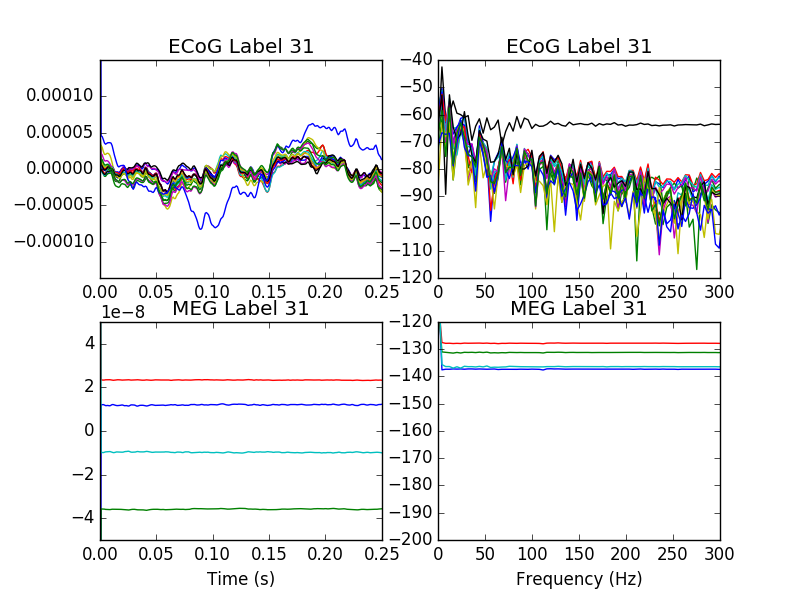 ECoG Label 31
0.00010
0.00005
0.00000
−0.00005
−0.00010
0.00 0.05 0.10 0.15 0.20 0.25
ECoG Label 31
−40
−50
−60
−70
−80
−90
−100
−110
−120
0 50 100 150 200 250 300
MEG Label 31
1e−8
4
2
0
−2
−4
0.00 0.05 0.10 0.15 0.20 0.25
Time (s)
MEG Label 31
−120
−130
−140
−150
−160
−170
−180
−190
−200
0 50 100 150 200 250 300
Frequency (Hz)